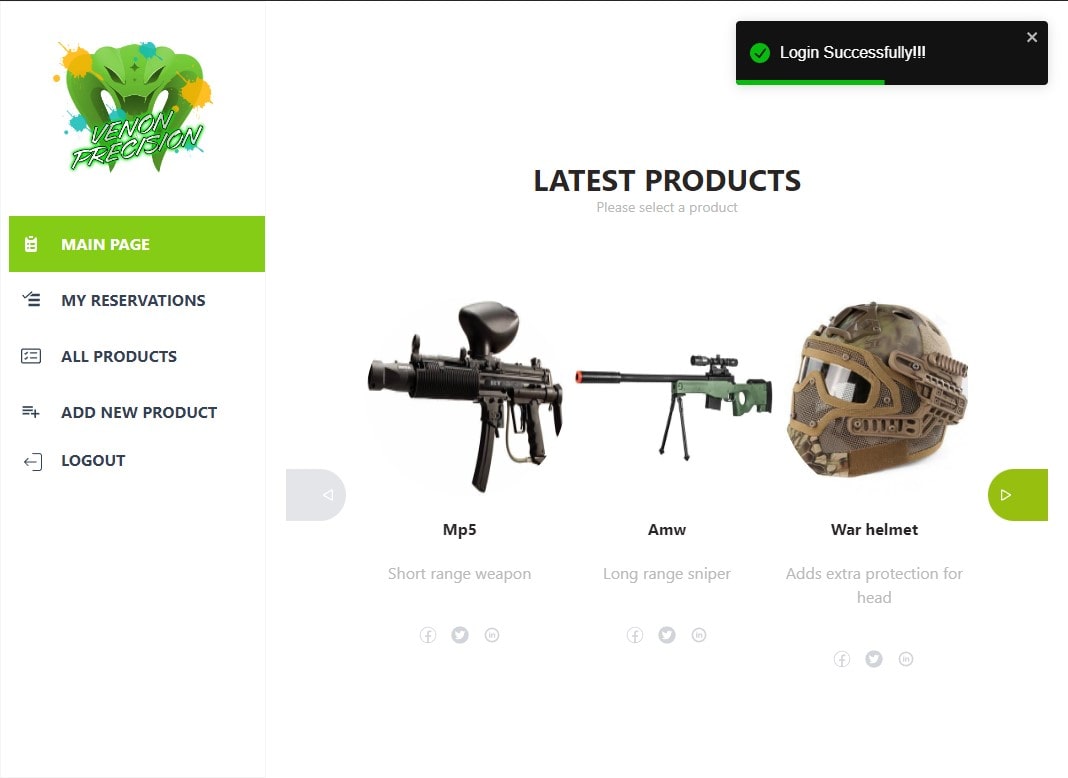 VENON
PRECISION
MAIN PAGE
MY RESERVATIONS
ALL PRODUCTS
ADD NEW PRODUCT
LOGOUT
Login Successfully!!!
LATEST PRODUCTS
Please select a product
Mp5
Short range weapon
Amw
Long range sniper
War helmet
Adds extra protection for
head